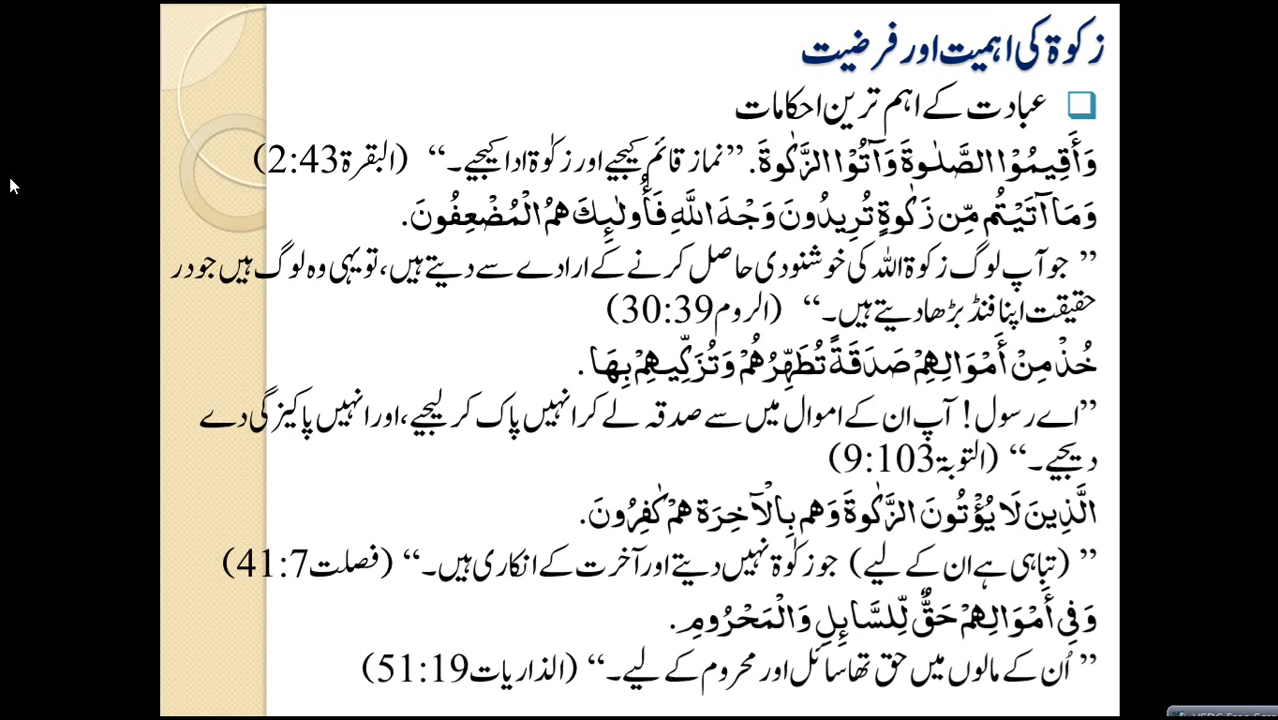 زکوۃ کی اہمیت اور فرضیت
❑ عبادت کے اہم ترین احکامات
وَأَقِيمُوْا الصَّلٰوةَ وَآتُوْا الزَّكٰوةَ. ”نماز قائم کیجیے اور زکوٰۃ ادا کیجیے۔“ (البقرۃ 2:43)
وَمَا آتَيْتُم مِّن زَكٰوةٍ تُرِيدُونَ وَجْهَ اللَّهِ فَأُولٰئِكَ هُمُ الْمُضْعِفُونَ.
” جو آپ لوگ زکوۃ اللہ کی خوشنودی حاصل کرنے کے ارادے سے دیتے ہیں، تو یہی وہ لوگ ہیں جو در
حقیقت اپنا فنڈ بڑھا دیتے ہیں۔“ (الروم 30:39)
خُذْ مِنْ أَمْوَالِهِمْ صَدَقَةً تُطَهِّرُهُمْ وَتُزَكِّيهِمْ بِهَا.
”اے رسول! آپ ان کے اموال میں سے صدقہ لے کر انہیں پاک کر لیجیے، اور انہیں پاکیزگی دے
دیجیے۔“ (التوبۃ 9:103)
الَّذِينَ لَا يُؤْتُونَ الزَّكٰوةَ وَهم بِالْآخِرَة همْ كٰفِرُونَ.
” (تباہی ہے ان کے لیے) جو زکوٰۃ نہیں دیتے اور آخرت کے انکاری ہیں۔“ (فصلت 41:7)
وَفِي أَمْوَالِهِمْ حَقٌّ لِّلسَّائِلِ وَالْمَحْرُومِ.
” اُن کے مالوں میں حق تھا سائل اور محروم کے لیے۔“ (الذاریات 51:19)